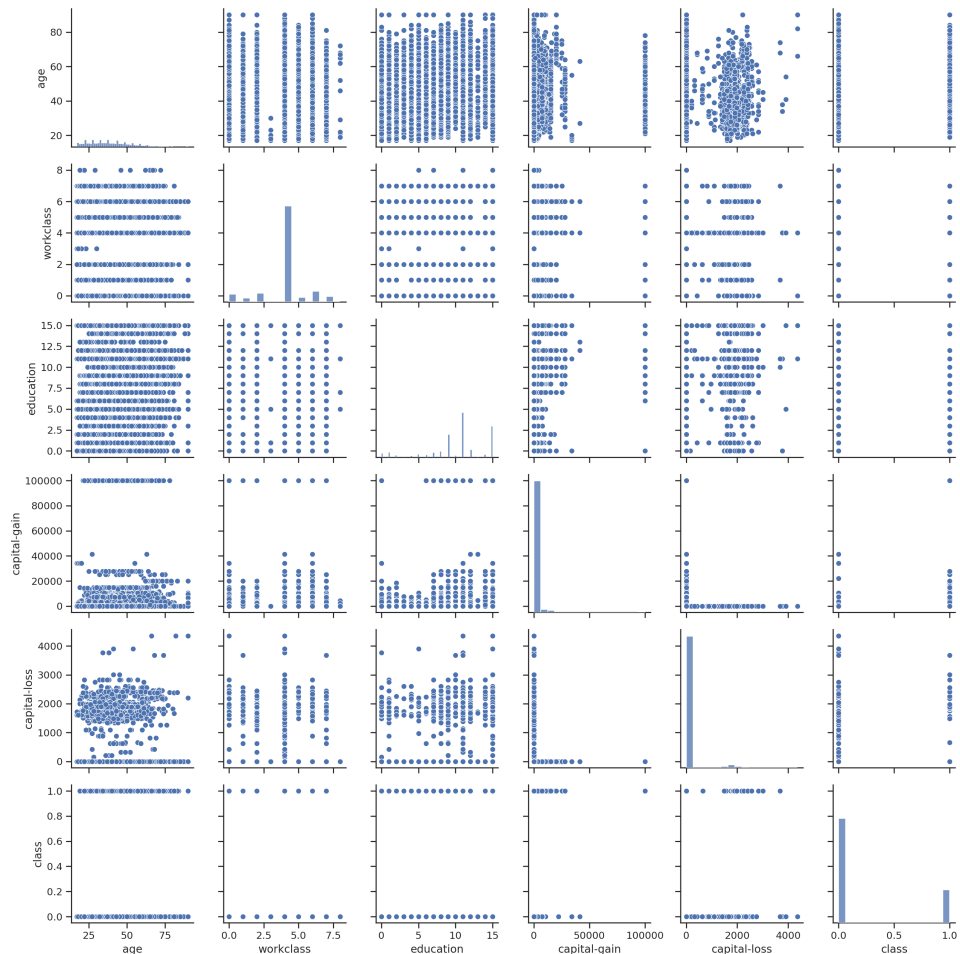 80
60
40
20
age
8
6
4
2
0
workclass
15.0
12.5
10.0
7.5
5.0
2.5
0.0
education
100000
80000
60000
40000
20000
0
capital-gain
4000
3000
2000
1000
0
capital-loss
1.0
0.8
0.6
0.4
0.2
0.0
class
25 50 75
age
0.0 2.5 5.0 7.5
workclass
0 5 10 15
education
0 50000 100000
capital-gain
0 2000 4000
capital-loss
0.0 0.5 1.0
class